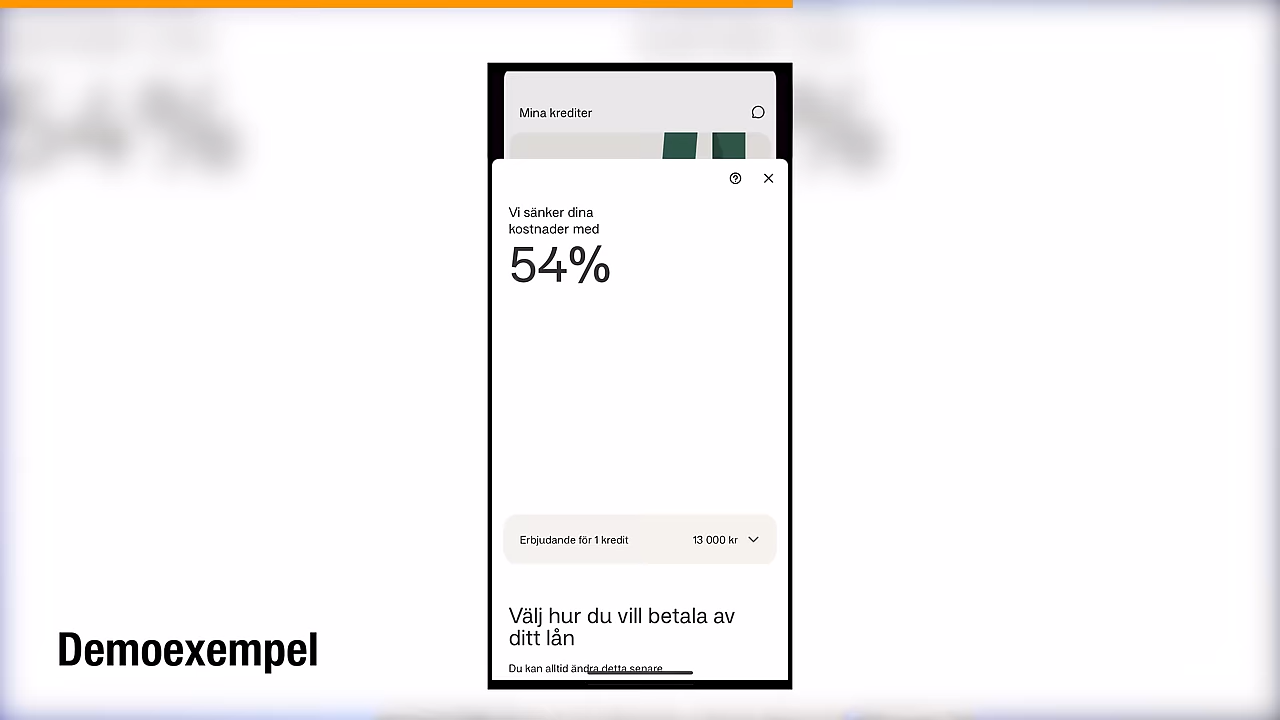 Mina krediter
Vi sänker dina
kostnader med
54%
Erbjudande för 1 kredit
13 000 kr
Välj hur du vill betala av
ditt lån
Du kan alltid ändra detta senare
Demoexempel